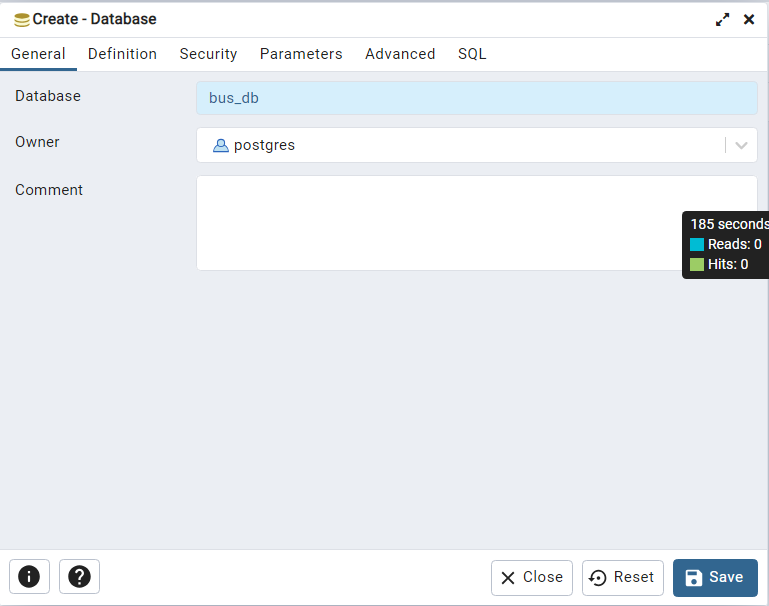 Create - Database
General Definition Security Parameters Advanced SQL
Database bus_db
Owner postgres
Comment
185 seconds
Reads: 0
Hits: 0
Close Reset Save